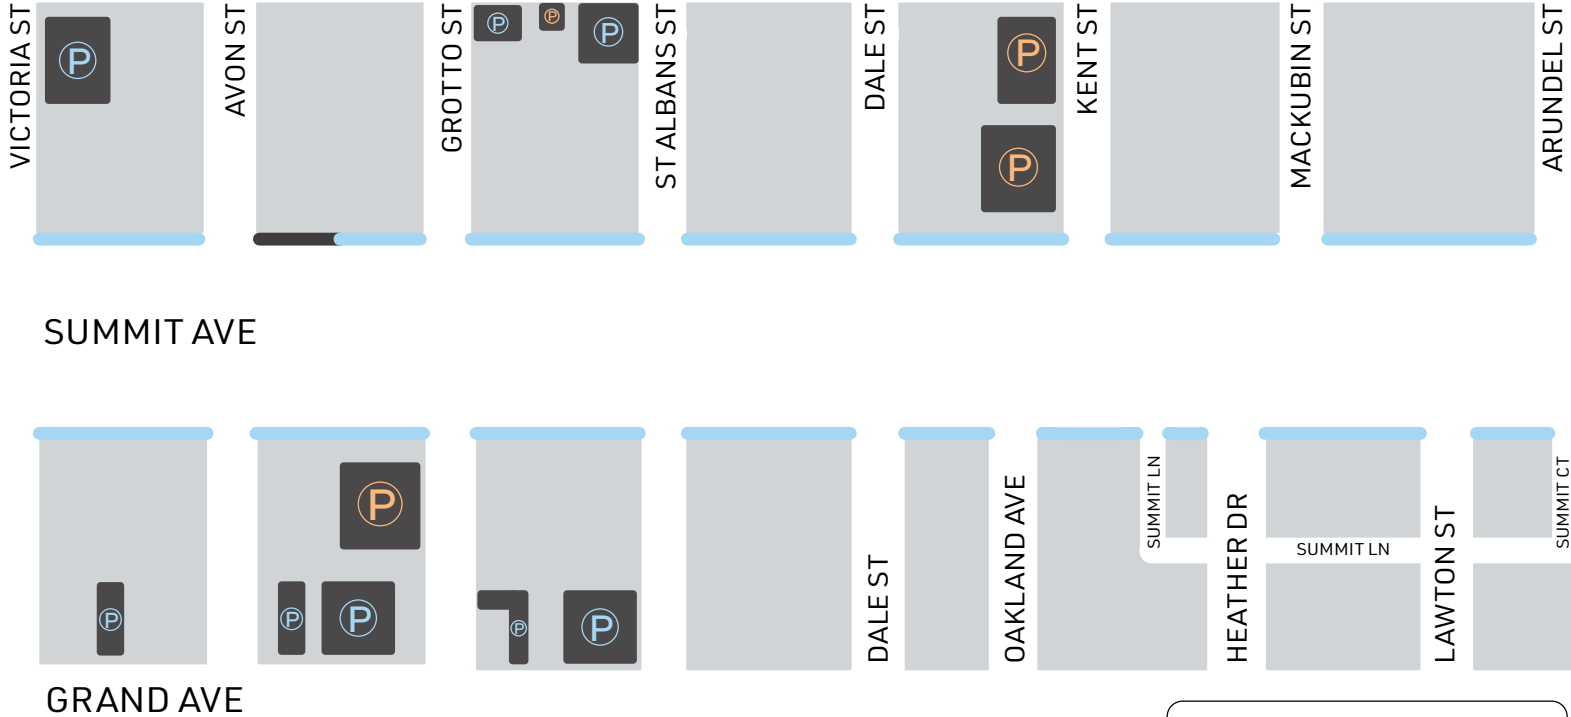 VICTORIA ST
P
AVON ST
GROTTO ST
P
P
P
ST ALBANS ST
DALE ST
P
P
KENT ST
MACKUBIN ST
ARUNDEL ST
SUMMIT AVE
P
P
P
P
P
P
DALE ST
OAKLAND AVE
SUMMIT LN
HEATHER DR
SUMMIT LN
LAWTON ST
SUMMIT CT
GRAND AVE